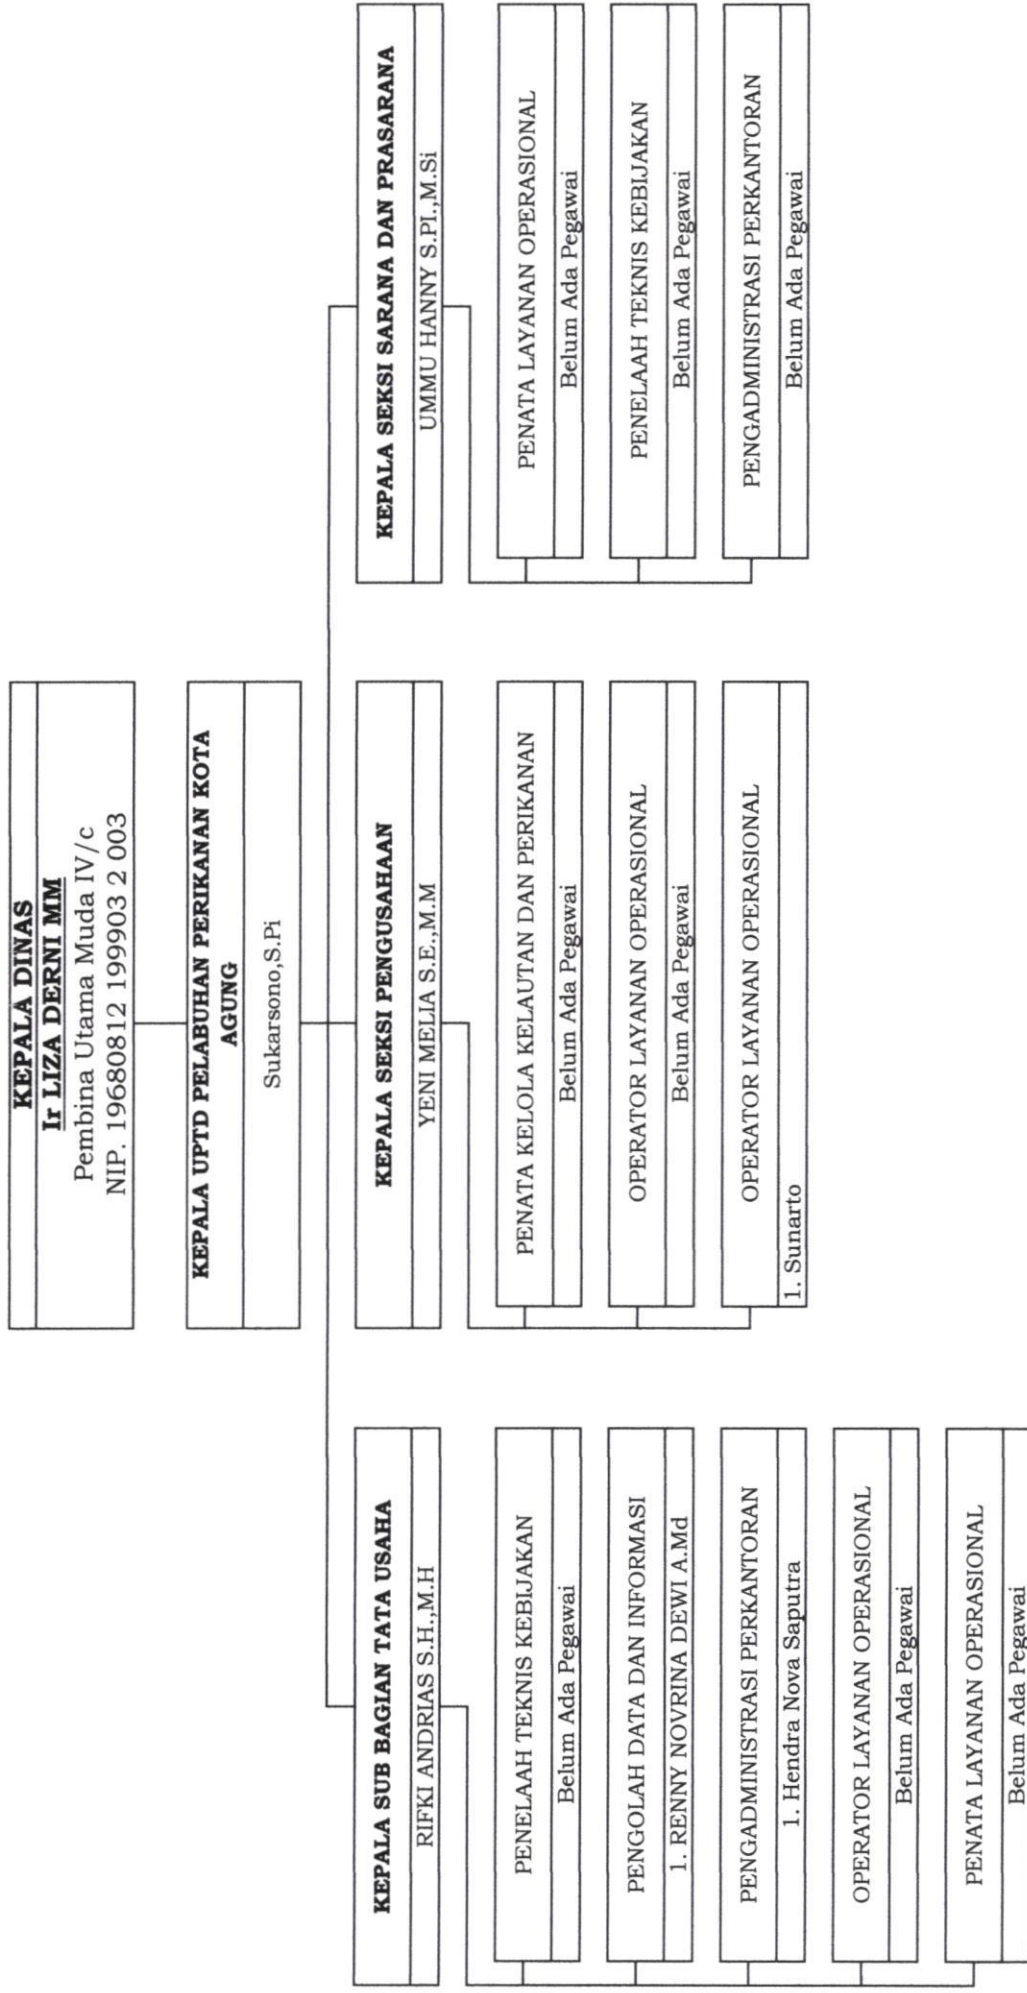 KEPALA DINAS
Ir LIZA DERNI MM
Pembina Utama Muda IV/c
NIP. 19680812 199903 2 003
KEPALA UPTD PELABUHAN PERIKANAN KOTA
AGUNG
Sukarsono,S.Pi
KEPALA SUB BAGIAN TATA USAHA
RIFKI ANDRIAS S.H.,M.H
PENELAAH TEKNIS KEBIJAKAN
Belum Ada Pegawai
PENGOLAH DATA DAN INFORMASI
1. RENNY NOVRINA DEWI A.Md
PENGADMINISTRASI PERKANTORAN
1. Hendra Nova Saputra
OPERATOR LAYANAN OPERASIONAL
Belum Ada Pegawai
PENATA LAYANAN OPERASIONAL
Belum Ada Pegawai
KEPALA SEKSI PENGUSAHAAN
YENI MELIA S.E.,M.M
PENATA KELOLA KELAUTAN DAN PERIKANAN
Belum Ada Pegawai
OPERATOR LAYANAN OPERASIONAL
Belum Ada Pegawai
OPERATOR LAYANAN OPERASIONAL
1. Sunarto
KEPALA SEKSI SARANA DAN PRASARANA
UMMU HANNY S.PI.,M.Si
PENATA LAYANAN OPERASIONAL
Belum Ada Pegawai
PENELAAH TEKNIS KEBIJAKAN
Belum Ada Pegawai
PENGADMINISTRASI PERKANTORAN
Belum Ada Pegawai